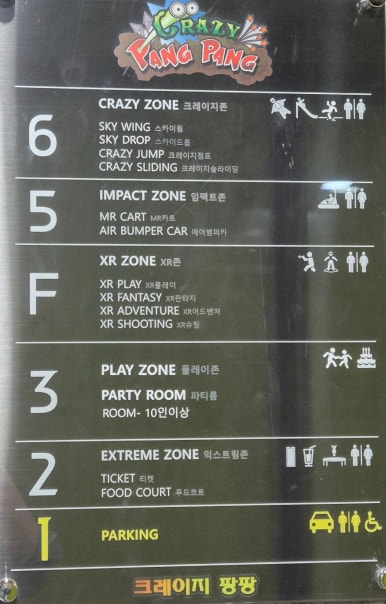 CRAZY
PANG PANG
6
CRAZY ZONE 크레이지존
SKY WING 스카이윙
SKY DROP 스카이드롭
CRAZY JUMP 크레이지점프
CRAZY SLIDING 크레이지슬라이딩
5
IMPACT ZONE 임팩트존
MR CART MR카트
AIR BUMPER CAR 에어범퍼카
F
XR ZONE XR존
XR PLAY XR플레이
XR FANTASY XR판타지
XR ADVENTURE XR어드벤처
XR SHOOTING XR슈팅
3
PLAY ZONE 플레이존
PARTY ROOM 파티룸
ROOM- 10인이상
2
EXTREME ZONE 익스트림존
TICKET 티켓
FOOD COURT 푸드코트
1
PARKING
크레이지 팡팡